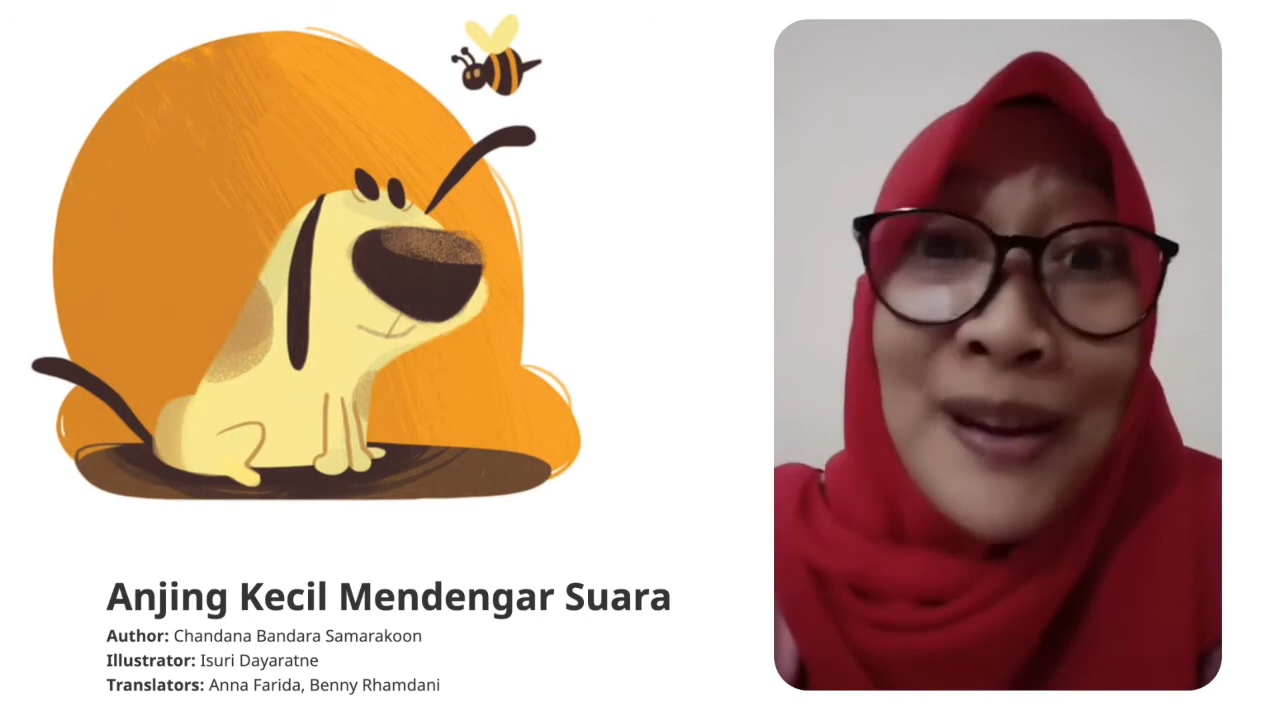 Anjing Kecil Mendengar Suara
Author: Chandana Bandara Samarakoon
Illustrator: Isuri Dayaratne
Translators: Anna Farida, Benny Rhamdani